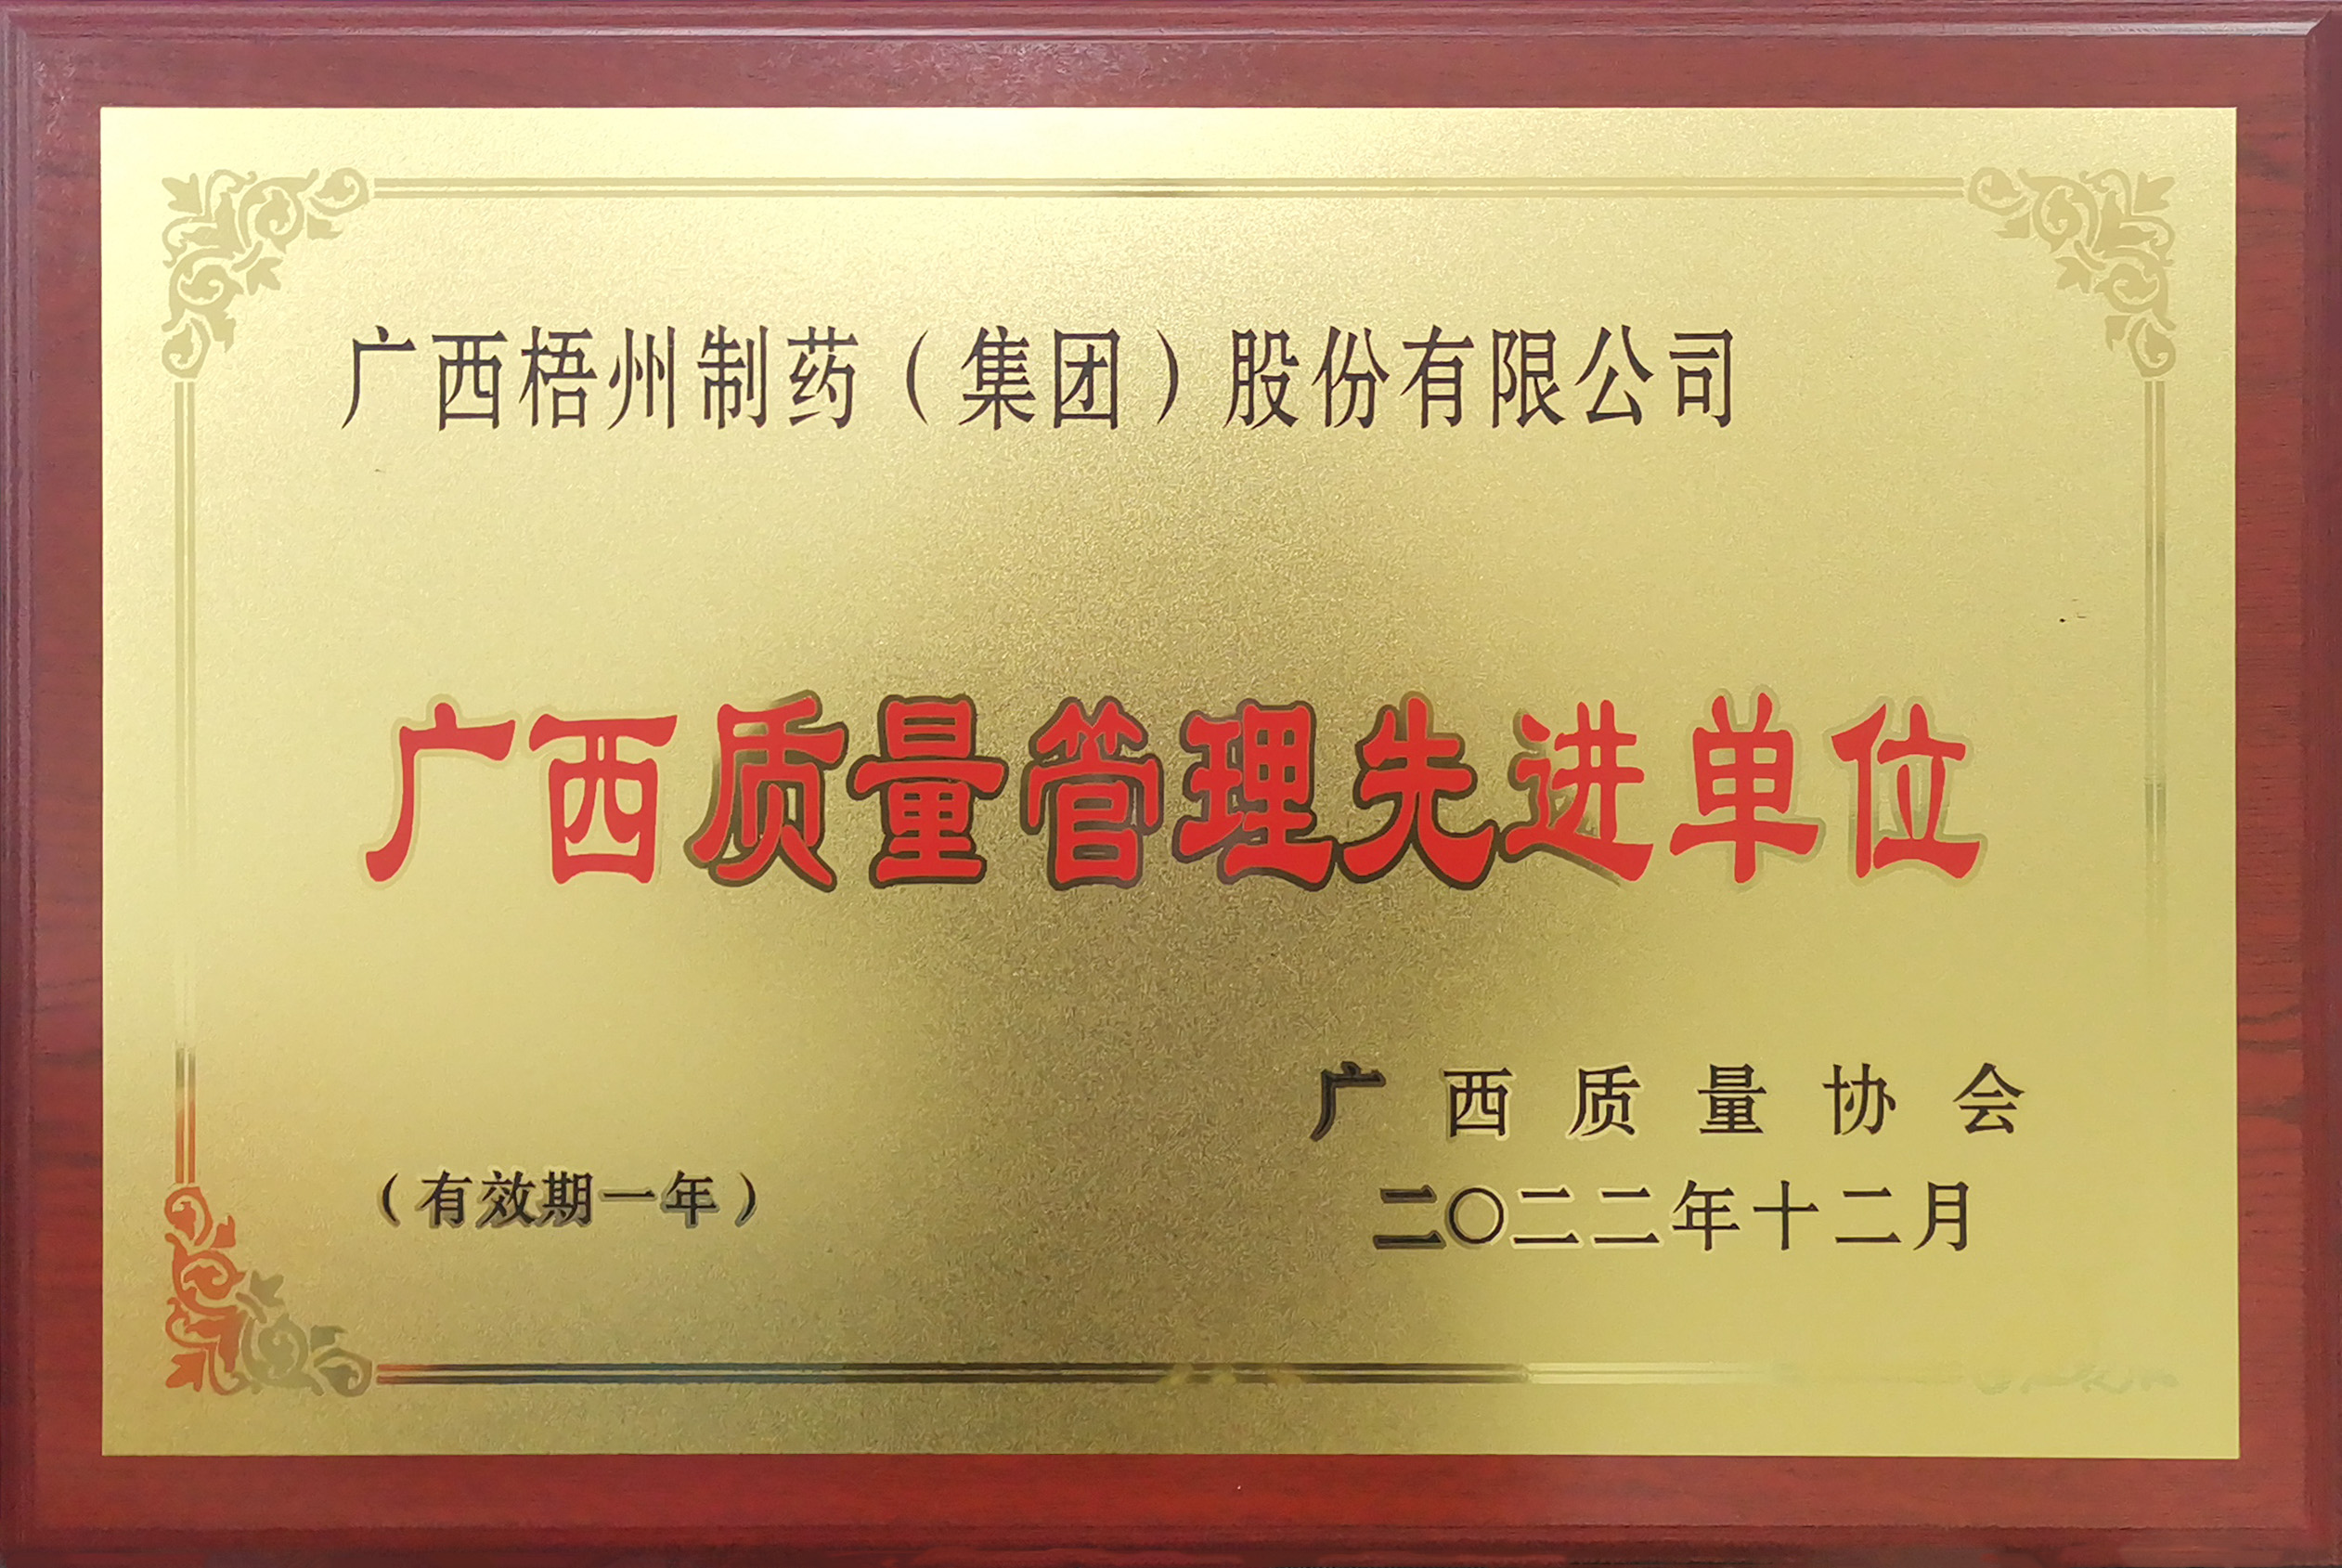 广西梧州制药（集团）股份有限公司
广西质量管理先进单位
广西质量协会
（有效期一年）
二〇二二年十二月